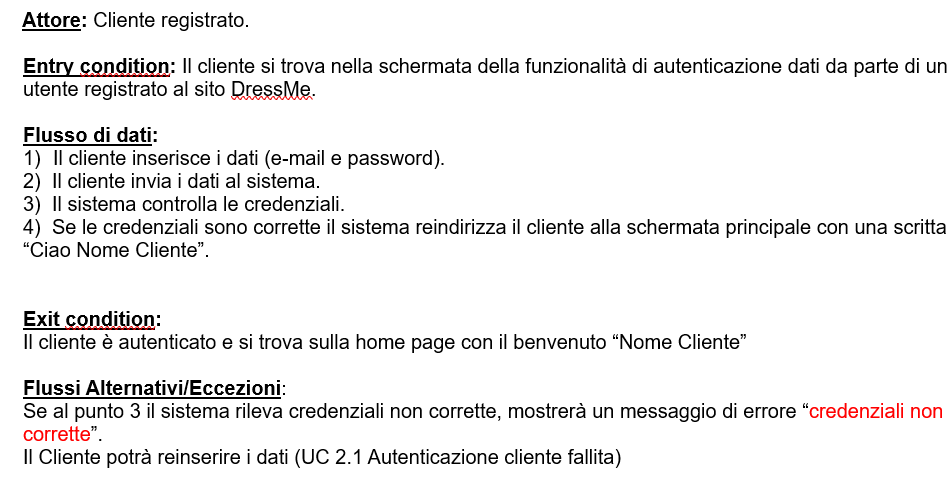 Attore: Cliente registrato.
Entry condition: Il cliente si trova nella schermata della funzionalità di autenticazione dati da parte di un
utente registrato al sito DressMe.
Flusso di dati:
1) Il cliente inserisce i dati (e-mail e password).
2) Il cliente invia i dati al sistema.
3) Il sistema controlla le credenziali.
4) Se le credenziali sono corrette il sistema reindirizza il cliente alla schermata principale con una scritta
“Ciao Nome Cliente”.
Exit condition:
Il cliente è autenticato e si trova sulla home page con il benvenuto “Nome Cliente”
Flussi Alternativi/Eccezioni:
Se al punto 3 il sistema rileva credenziali non corrette, mostrerà un messaggio di errore “credenziali non
corrette”.
Il Cliente potrà reinserire i dati (UC 2.1 Autenticazione cliente fallita)